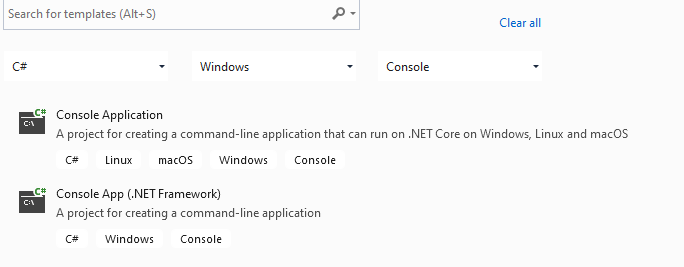 Search for templates (Alt+S)
Clear all
C# Windows Console
C#
C:\
Console Application
A project for creating a command-line application that can run on .NET Core on Windows, Linux and macOS
C# Linux macOS Windows Console
C#
C:\
Console App (.NET Framework)
A project for creating a command-line application
C# Windows Console